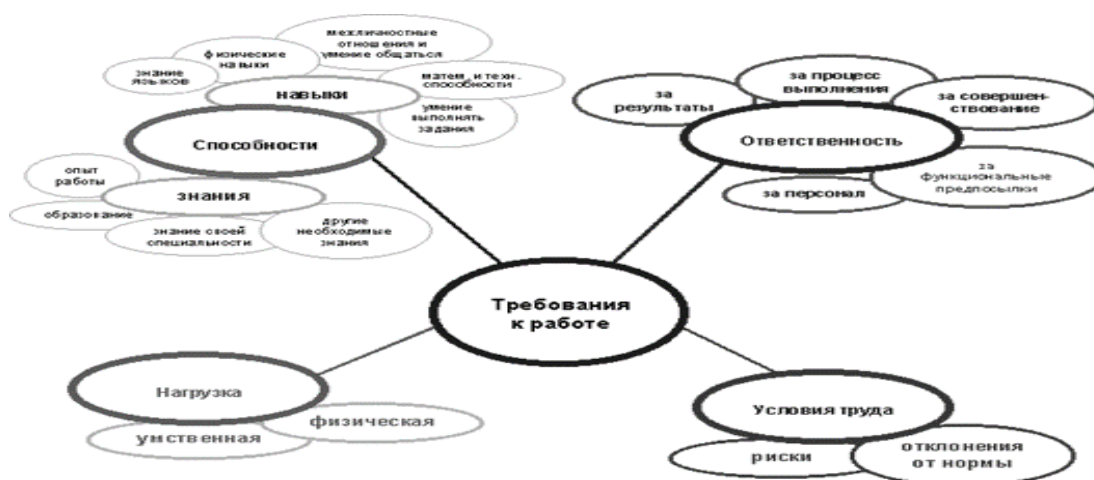 межличностные
отношения и
умение общаться
физические
навыки
знание
языков
матем. и техн.
способности
навыки
умение
выполнять
задания
Способности
опыт
работы
знания
образование
знание своей
специальности
другие
необходимые
знания
за процесс
выполнения
за
результаты
за совершен-
ствование
Ответственность
за
функциональные
предпосылки
за персонал
Требования
к работе
Нагрузка
физическая
умственная
Условия труда
риски
отклонения
от нормы